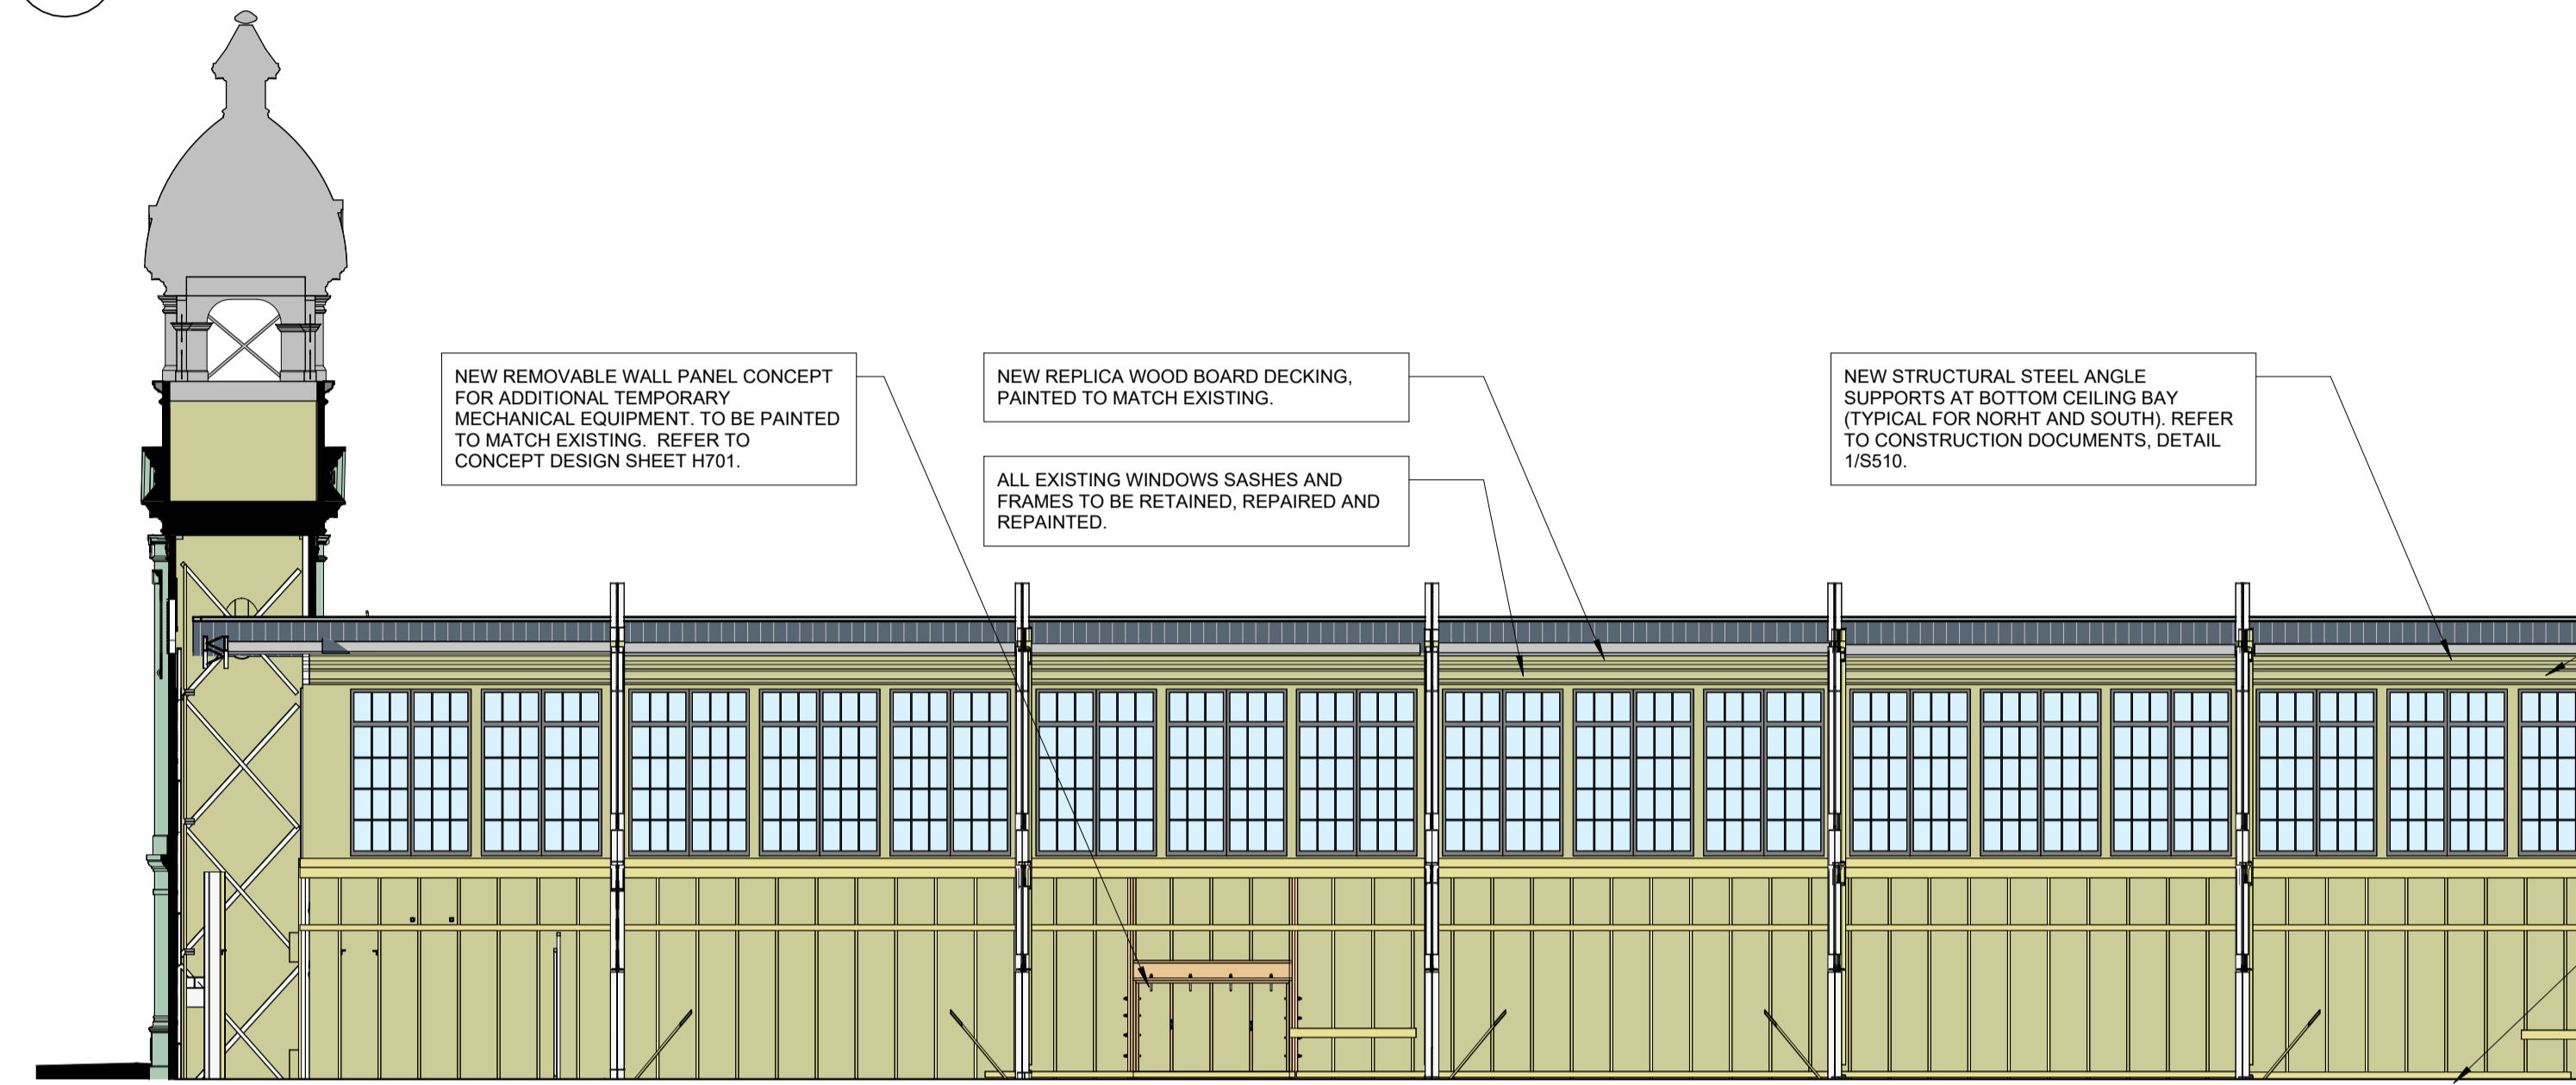 NEW REMOVABLE WALL PANEL CONCEPT
FOR ADDITIONAL TEMPORARY
MECHANICAL EQUIPMENT. TO BE PAINTED
TO MATCH EXISTING. REFER TO
CONCEPT DESIGN SHEET H701.
NEW REPLICA WOOD BOARD DECKING,
PAINTED TO MATCH EXISTING.
ALL EXISTING WINDOWS SASHES AND
FRAMES TO BE RETAINED, REPAIRED AND
REPAINTED.
NEW STRUCTURAL STEEL ANGLE
SUPPORTS AT BOTTOM CEILING BAY
(TYPICAL FOR NORHT AND SOUTH). REFER
TO CONSTRUCTION DOCUMENTS, DETAIL
1/S510.